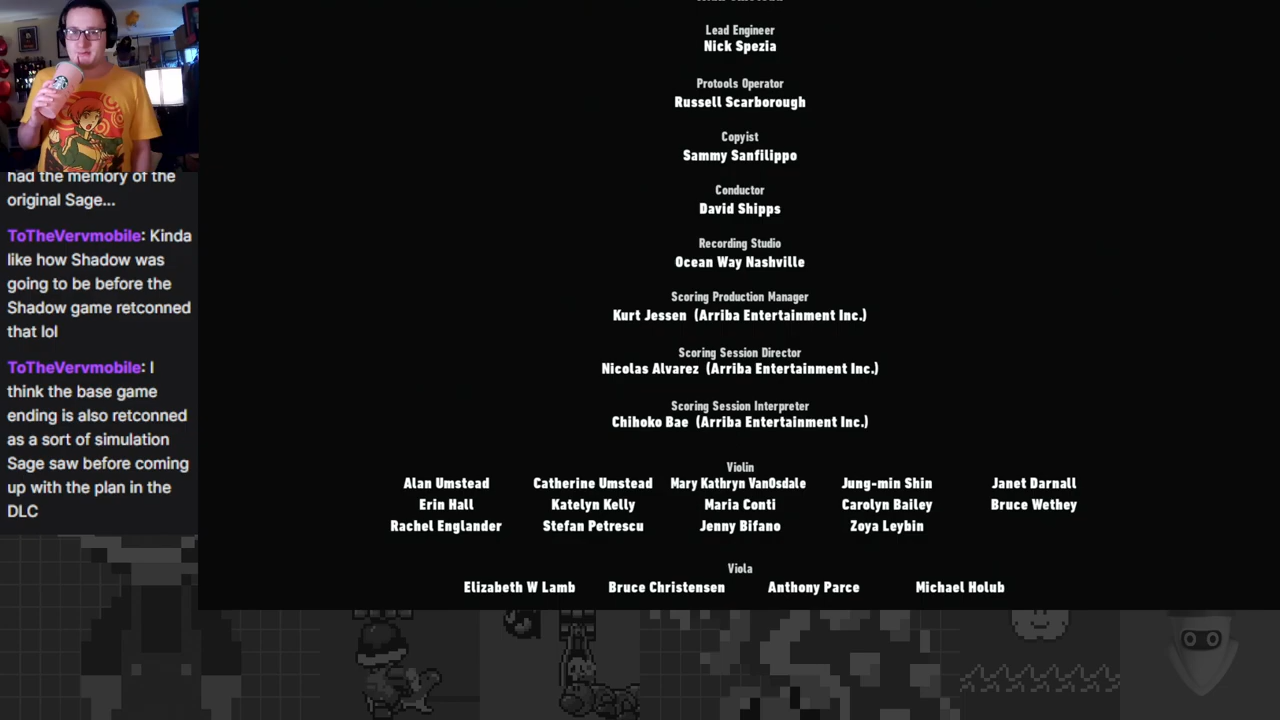 had the memory of the
original Sage...
ToTheVervmobile: Kinda
like how Shadow was
going to be before the
Shadow game retconned
that lol
ToTheVervmobile: I
think the base game
ending is also retconned
as a sort of simulation
Sage saw before coming
up with the plan in the
DLC
Lead Engineer
Nick Spezia
Protools Operator
Russell Scarborough
Copyist
Sammy Sanfilippo
Conductor
David Shipps
Recording Studio
Ocean Way Nashville
Scoring Production Manager
Kurt Jessen (Arriba Entertainment Inc.)
Scoring Session Director
Nicolas Alvarez (Arriba Entertainment Inc.)
Scoring Session Interpreter
Chihoko Bae (Arriba Entertainment Inc.)
Violin
Alan Umstead Catherine Umstead Mary Kathryn VanOsdale Jung-min Shin Janet Darnall
Erin Hall Katelyn Kelly Maria Conti Carolyn Bailey Bruce Wethey
Rachel Englander Stefan Petrescu Jenny Bifano Zoya Leybin
Viola
Elizabeth W Lamb Bruce Christensen Anthony Parce Michael Holub